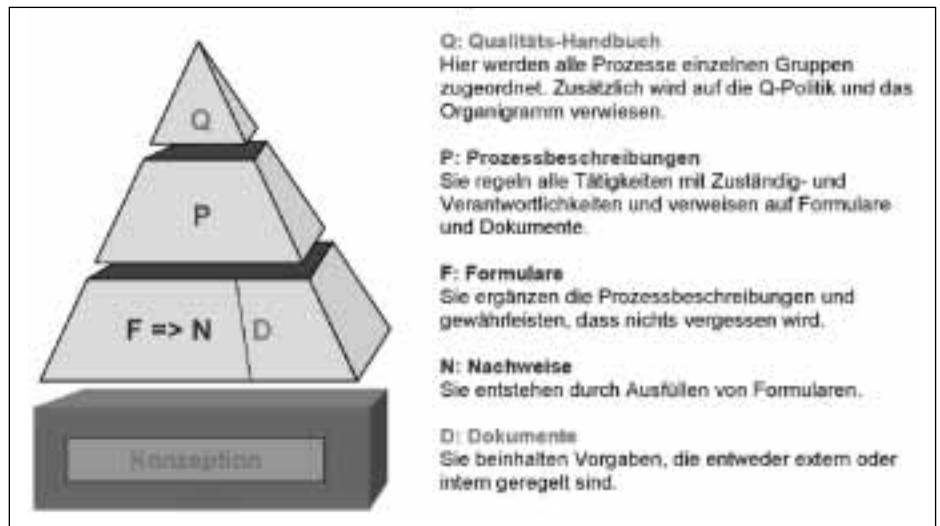 Q
P
F => N
D
Konzeption
Q: Qualitäts-Handbuch
Hier werden alle Prozesse einzelnen Gruppen
zugeordnet. Zusätzlich wird auf die Q-Politik und das
Organigramm verwiesen.
P: Prozessbeschreibungen
Sie regeln alle Tätigkeiten mit Zuständig- und
Verantwortlichkeiten und verweisen auf Formulare
und Dokumente.
F: Formulare
Sie ergänzen die Prozessbeschreibungen und
gewährleisten, dass nichts vergessen wird.
N: Nachweise
Sie entstehen durch Ausfüllen von Formularen.
D: Dokumente
Sie beinhalten Vorgaben, die entweder extern oder
intern geregelt sind.